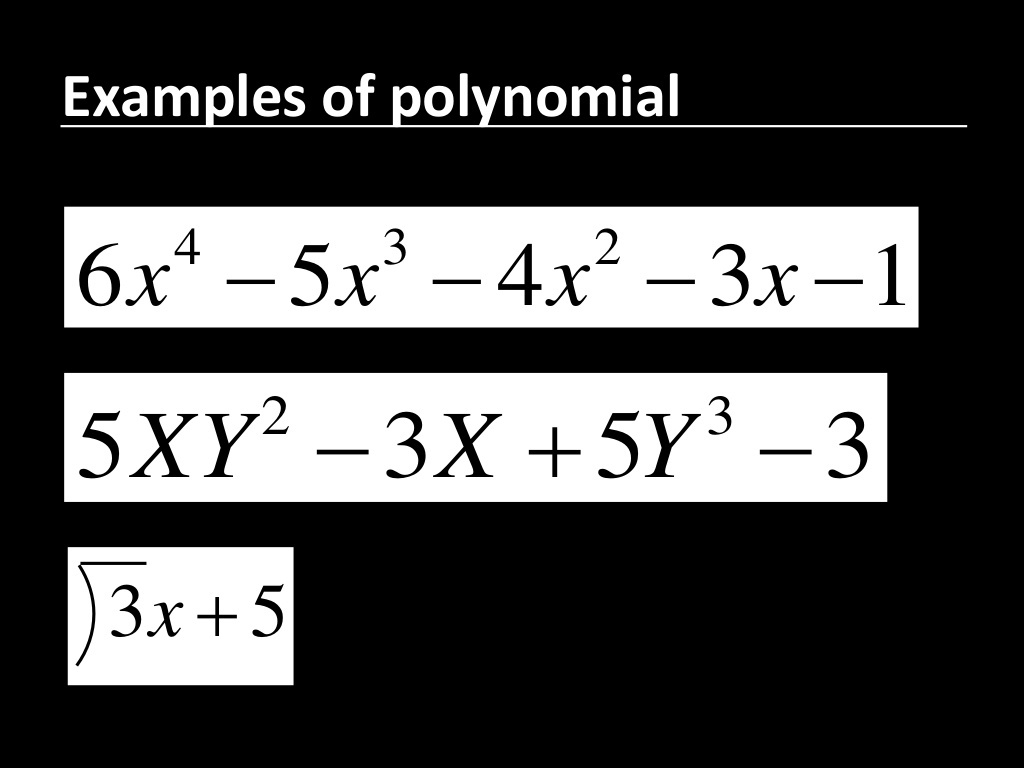 Examples of polynomial
6x⁴ − 5x³ − 4x² − 3x − 1
5XY² − 3X + 5Y³ − 3
⟌3x + 5